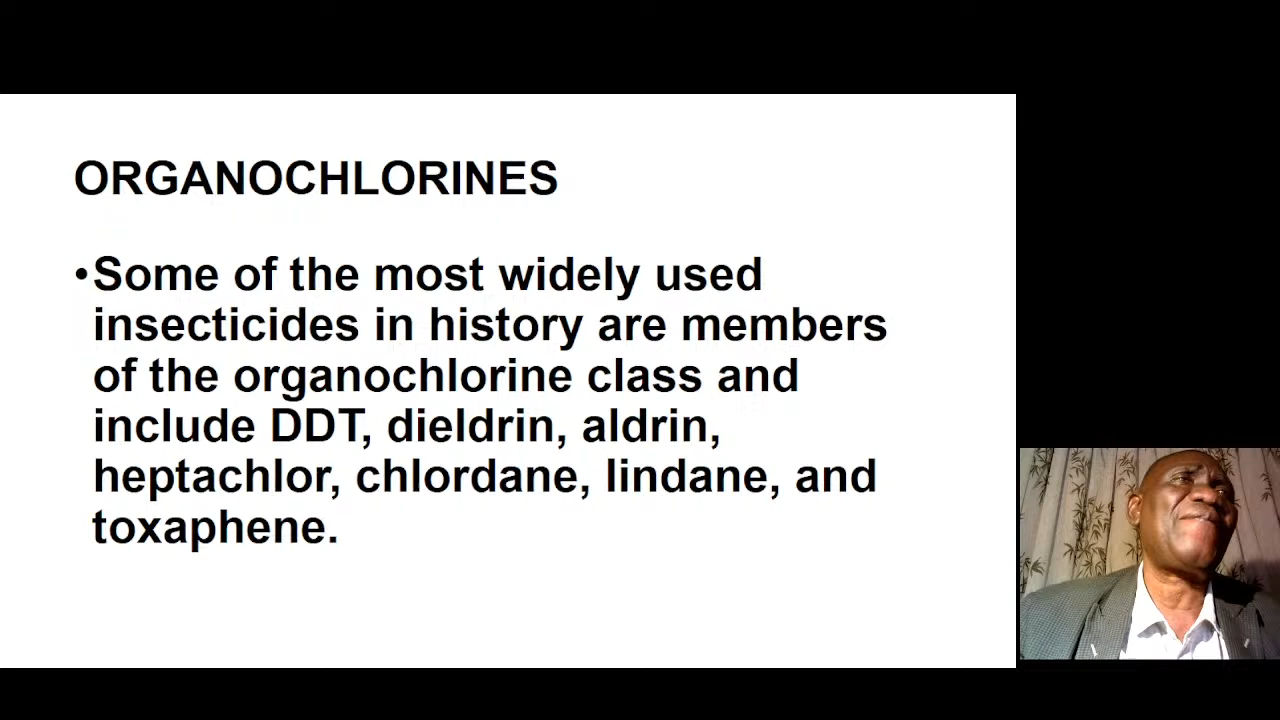 ORGANOCHLORINES
•Some of the most widely used
insecticides in history are members
of the organochlorine class and
include DDT, dieldrin, aldrin,
heptachlor, chlordane, lindane, and
toxaphene.